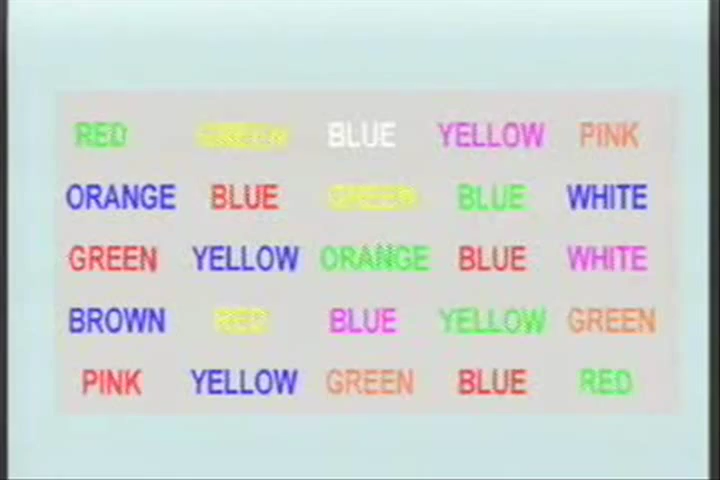 RED GREEN BLUE YELLOW PINK
ORANGE BLUE GREEN BLUE WHITE
GREEN YELLOW ORANGE BLUE WHITE
BROWN RED BLUE YELLOW GREEN
PINK YELLOW GREEN BLUE RED